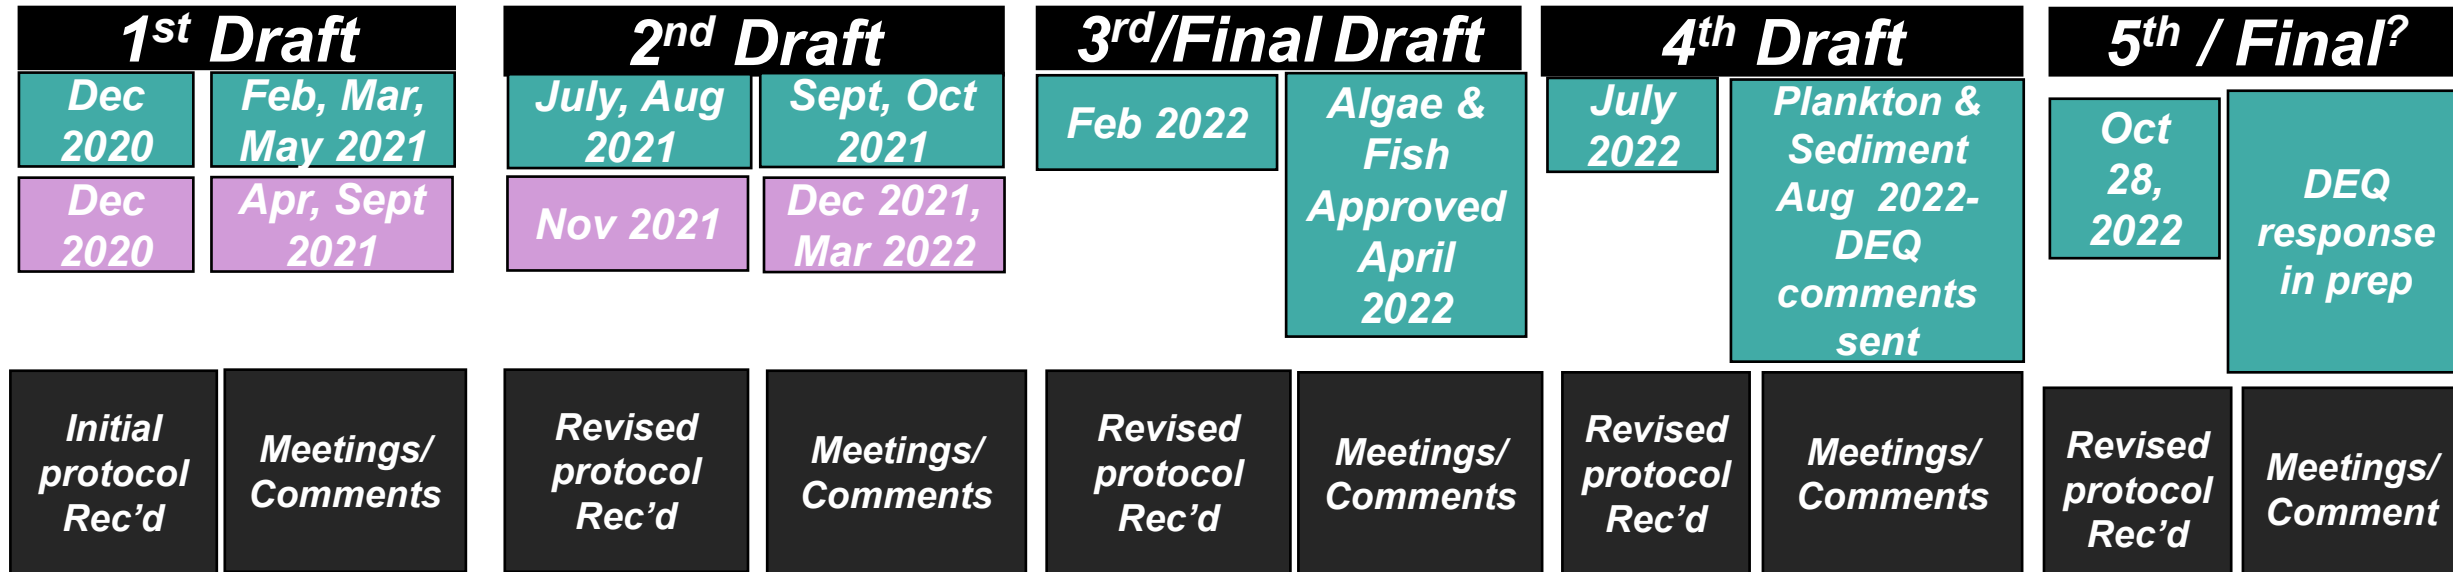 1st Draft
Dec
2020
Feb, Mar,
May 2021
Dec
2020
Apr, Sept
2021
2nd Draft
July, Aug
2021
Sept, Oct
2021
Nov 2021
Dec 2021,
Mar 2022
3rd/Final Draft
Feb 2022
Algae &
Fish
Approved
April
2022
4th Draft
July
2022
Plankton &
Sediment
Aug 2022-
DEQ
comments
sent
5th / Final?
Oct
28,
2022
DEQ
response
in prep
Initial
protocol
Rec’d
Meetings/
Comments
Revised
protocol
Rec’d
Meetings/
Comments
Revised
protocol
Rec’d
Meetings/
Comments
Revised
protocol
Rec’d
Meetings/
Comments
Revised
protocol
Rec’d
Meetings/
Comment